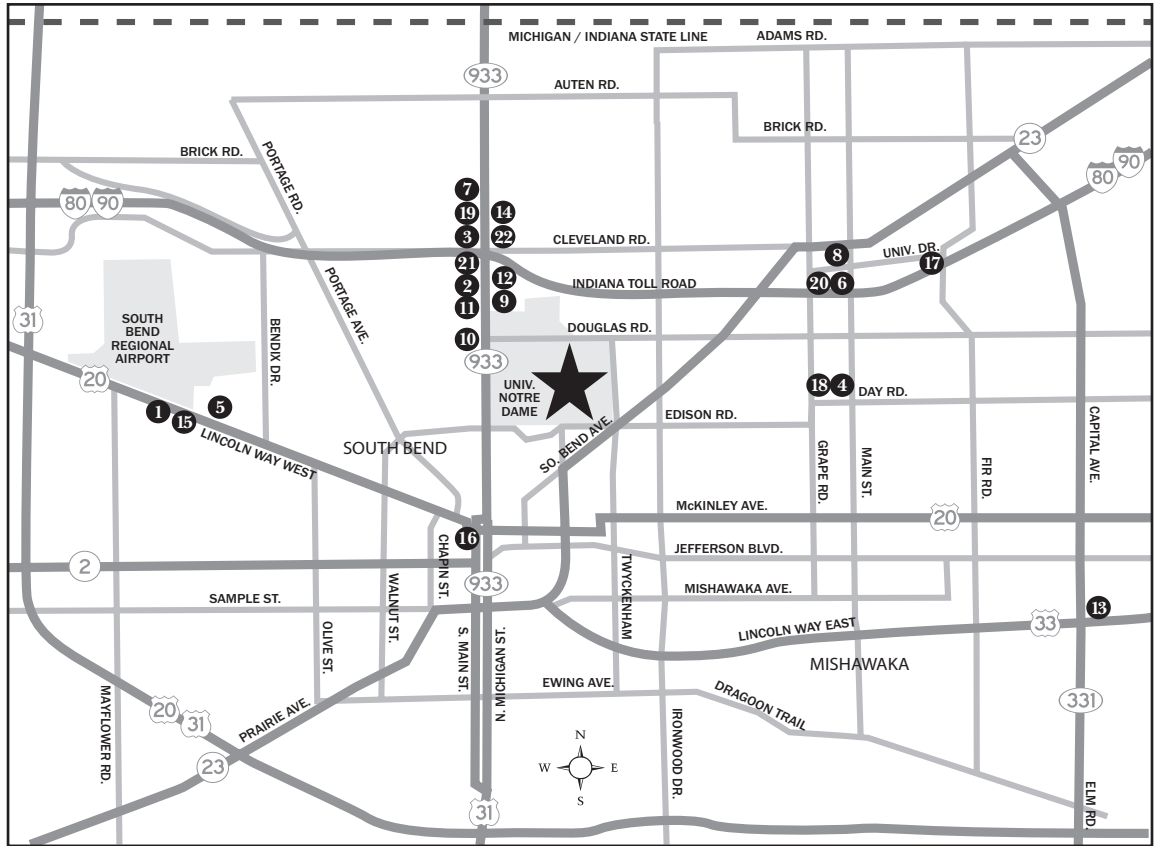 MICHIGAN / INDIANA STATE LINE
ADAMS RD.
933
AUTEN RD.
BRICK RD.
23
BRICK RD.
PORTAGE RD.
90
80
80
90
7
19
14
3
22
CLEVELAND RD.
8
UNIV. DR.
17
21
2
12
INDIANA TOLL ROAD
20
6
11
9
31
SOUTH
BEND
REGIONAL
AIRPORT
BENDIX DR.
PORTAGE AVE.
10
DOUGLAS RD.
933
20
UNIV.
NOTRE
DAME
18
4
DAY RD.
1
15
5
LINCOLN WAY WEST
SOUTH BEND
SO. BEND AVE.
EDISON RD.
GRAPE RD.
MAIN ST.
FIR RD.
CAPITAL AVE.
McKINLEY AVE.
20
16
CHAPIN ST.
JEFFERSON BLVD.
2
933
TWYCKENHAM
MISHAWAKA AVE.
WALNUT ST.
SAMPLE ST.
13
33
LINCOLN WAY EAST
OLIVE ST.
S. MAIN ST.
N. MICHIGAN ST.
MISHAWAKA
EWING AVE.
DRAGOON TRAIL
331
MAYFLOWER RD.
20
31
PRAIRIE AVE.
IRONWOOD DR.
23
N
W
E
S
31
ELM RD.